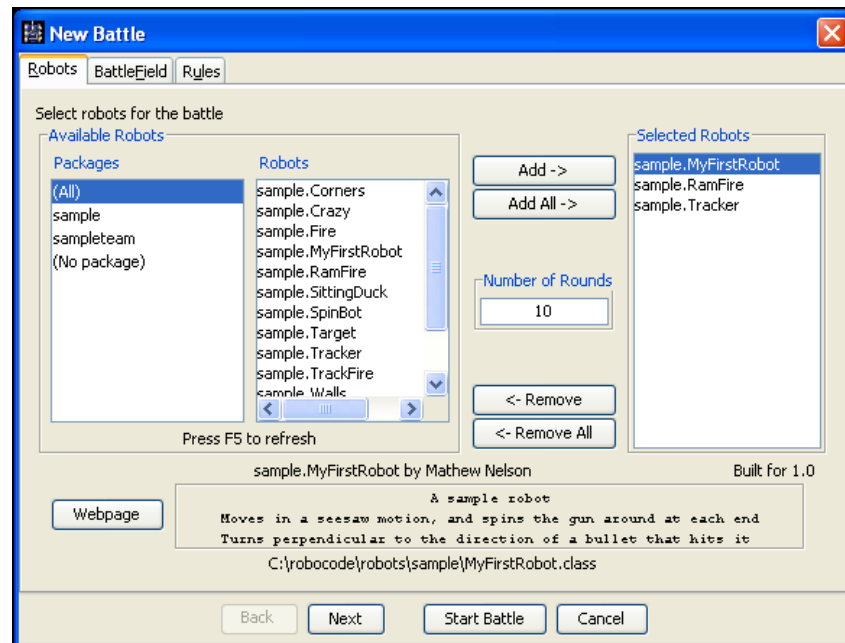 New Battle
Robots BattleField Rules
Select robots for the battle
Available Robots
Packages
(All)
sample
sampleteam
(No package)
Robots
sample.Corners
sample.Crazy
sample.Fire
sample.MyFirstRobot
sample.RamFire
sample.SittingDuck
sample.SpinBot
sample.Target
sample.Tracker
sample.TrackFire
sample.Walls
Press F5 to refresh
Add ->
Add All ->
Number of Rounds
10
<- Remove
<- Remove All
Selected Robots
sample.MyFirstRobot
sample.RamFire
sample.Tracker
sample.MyFirstRobot by Mathew Nelson
Built for 1.0
Webpage
A sample robot
Moves in a seesaw motion, and spins the gun around at each end
Turns perpendicular to the direction of a bullet that hits it
C:\robocode\robots\sample\MyFirstRobot.class
Back Next Start Battle Cancel